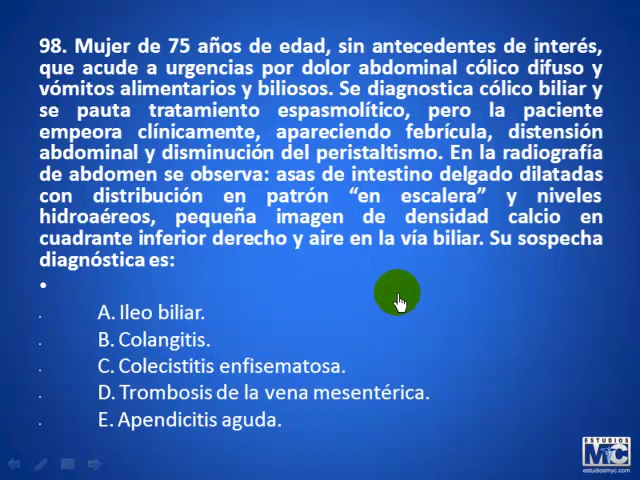 98. Mujer de 75 años de edad, sin antecedentes de interés,
que acude a urgencias por dolor abdominal cólico difuso y
vómitos alimentarios y biliosos. Se diagnostica cólico biliar y
se pauta tratamiento espasmolítico, pero la paciente
empeora clínicamente, apareciendo febrícula, distensión
abdominal y disminución del peristaltismo. En la radiografía
de abdomen se observa: asas de intestino delgado dilatadas
con distribución en patrón “en escalera” y niveles
hidroaéreos, pequeña imagen de densidad calcio en
cuadrante inferior derecho y aire en la vía biliar. Su sospecha
diagnóstica es:
A. Ileo biliar.
B. Colangitis.
C. Colecistitis enfisematosa.
D. Trombosis de la vena mesentérica.
E. Apendicitis aguda.
ESTUDIOS
MyC
estudiosmyc.com